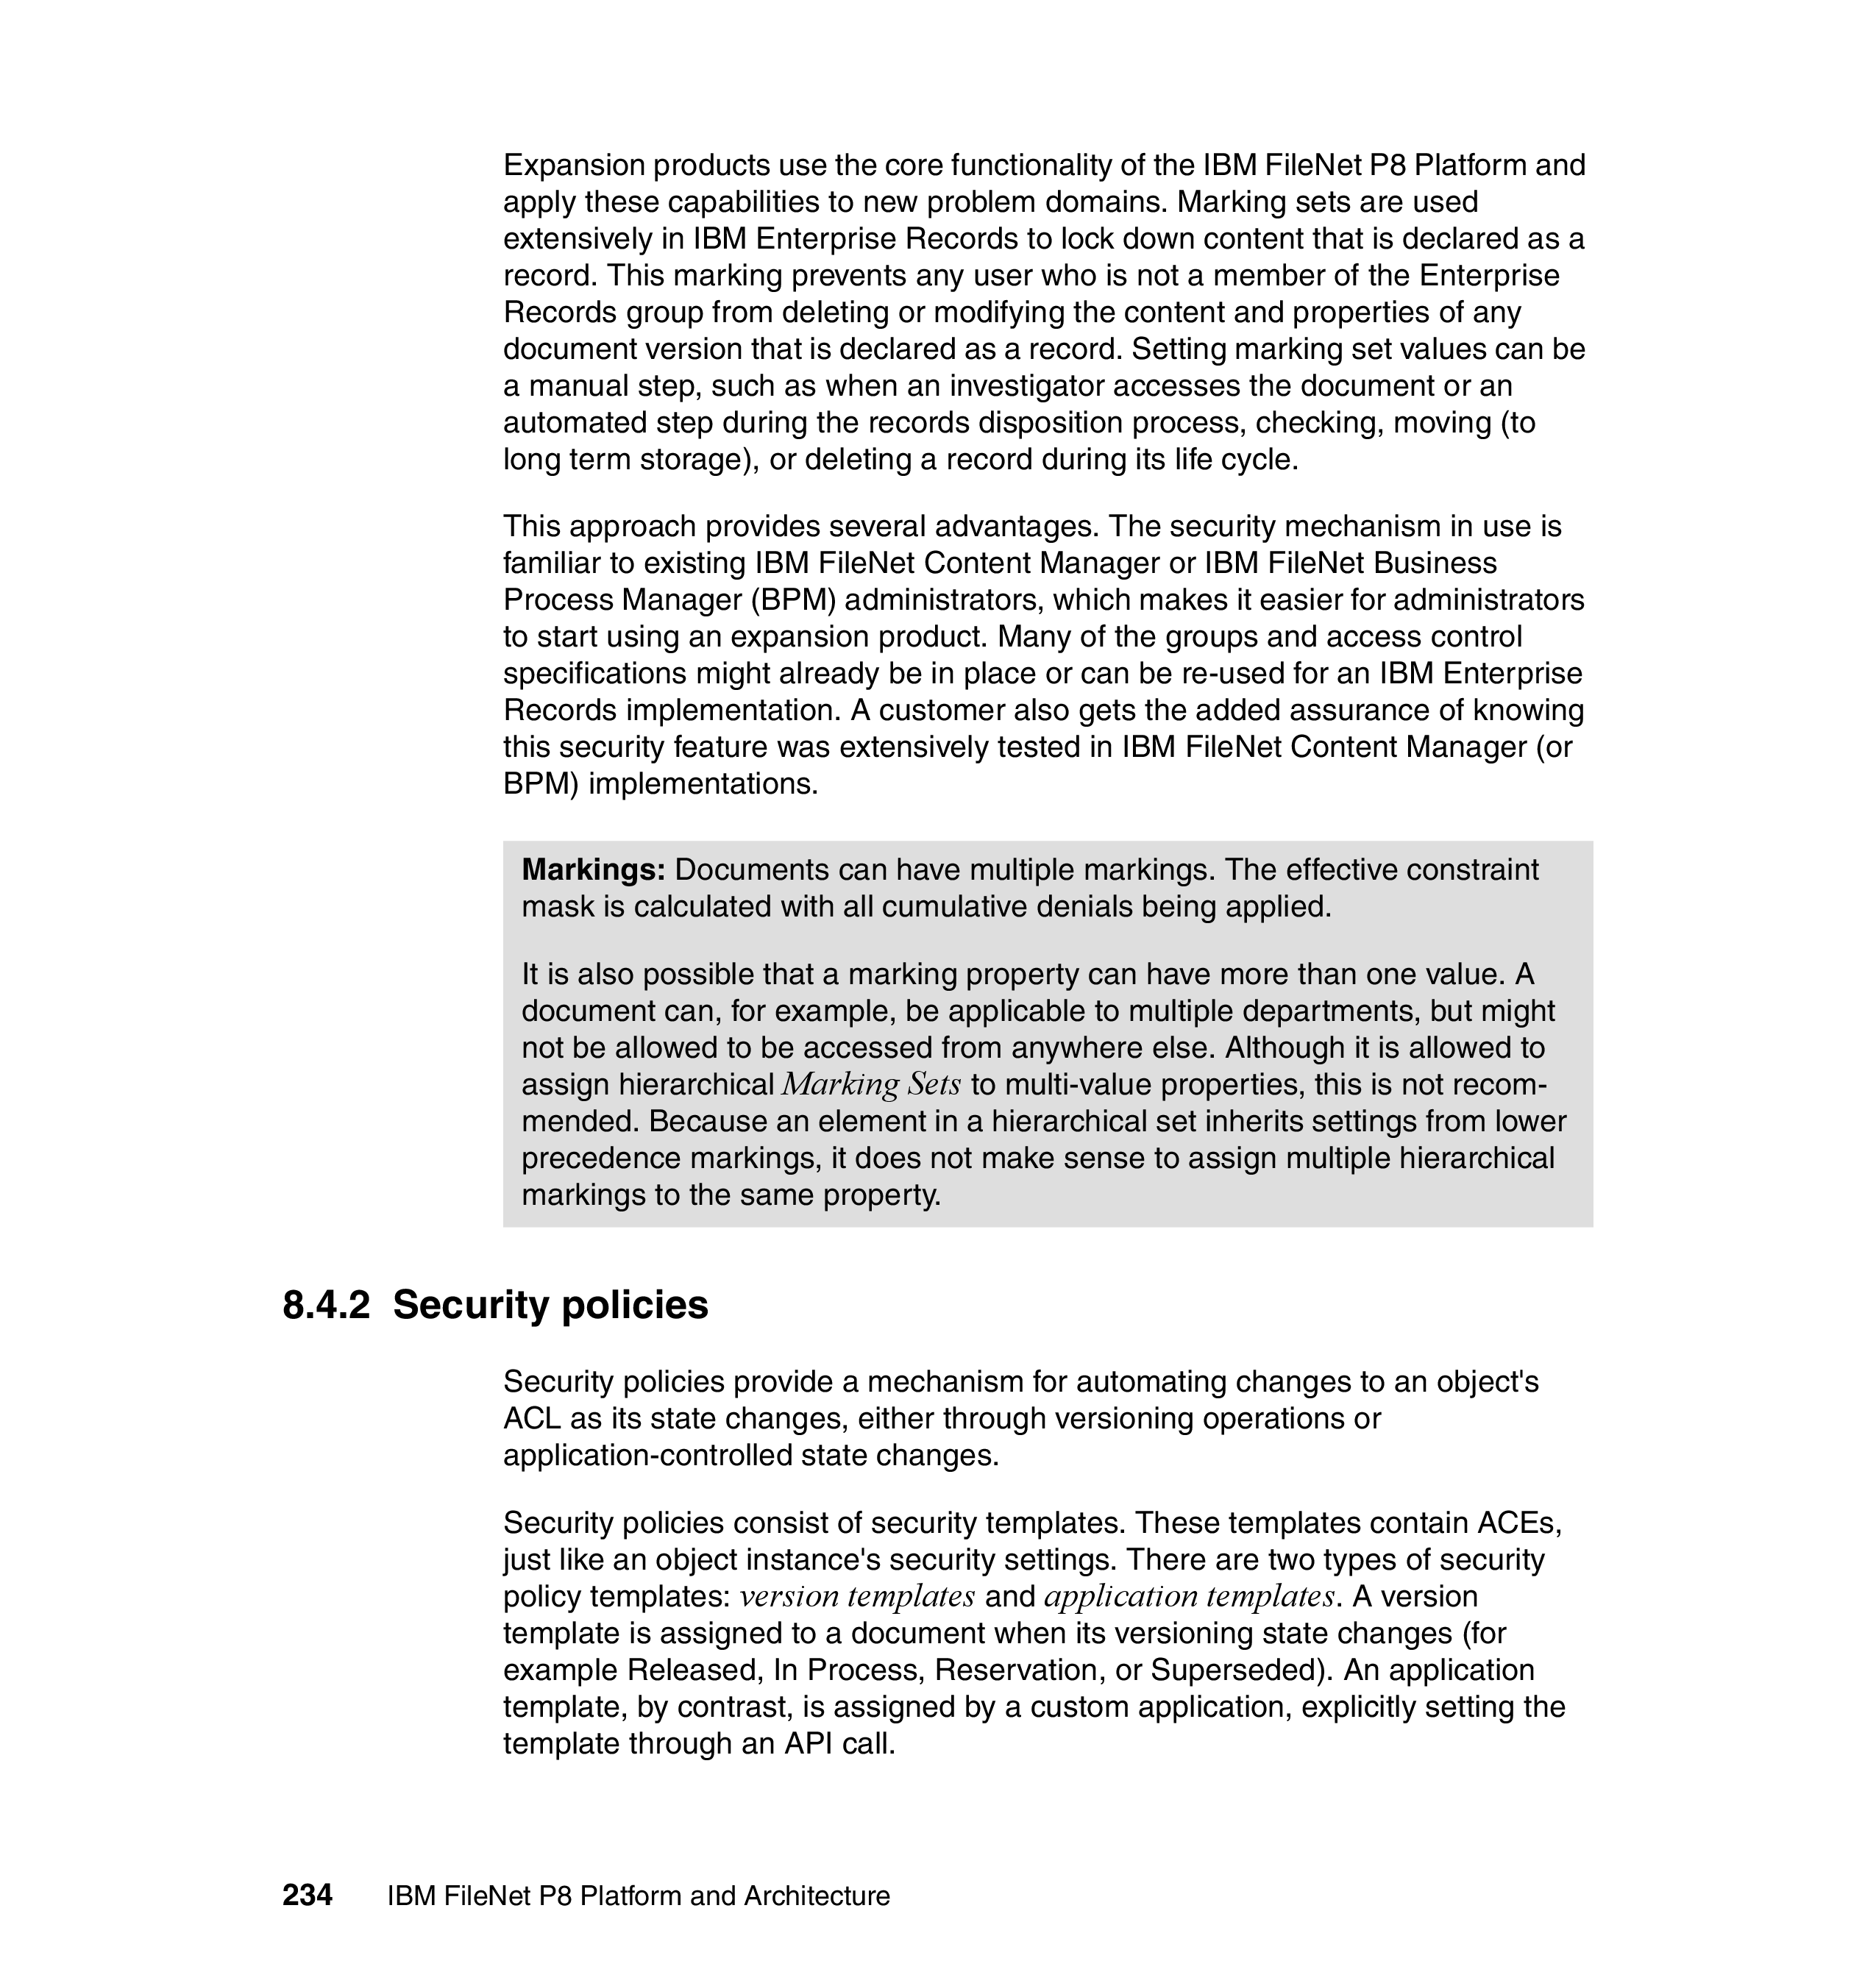 Expansion products use the core functionality of the IBM FileNet P8 Platform and
apply these capabilities to new problem domains. Marking sets are used
extensively in IBM Enterprise Records to lock down content that is declared as a
record. This marking prevents any user who is not a member of the Enterprise
Records group from deleting or modifying the content and properties of any
document version that is declared as a record. Setting marking set values can be
a manual step, such as when an investigator accesses the document or an
automated step during the records disposition process, checking, moving (to
long term storage), or deleting a record during its life cycle.
This approach provides several advantages. The security mechanism in use is
familiar to existing IBM FileNet Content Manager or IBM FileNet Business
Process Manager (BPM) administrators, which makes it easier for administrators
to start using an expansion product. Many of the groups and access control
specifications might already be in place or can be re-used for an IBM Enterprise
Records implementation. A customer also gets the added assurance of knowing
this security feature was extensively tested in IBM FileNet Content Manager (or
BPM) implementations.
Markings: Documents can have multiple markings. The effective constraint
mask is calculated with all cumulative denials being applied.
It is also possible that a marking property can have more than one value. A
document can, for example, be applicable to multiple departments, but might
not be allowed to be accessed from anywhere else. Although it is allowed to
assign hierarchical Marking Sets to multi-value properties, this is not recom-
mended. Because an element in a hierarchical set inherits settings from lower
precedence markings, it does not make sense to assign multiple hierarchical
markings to the same property.
8.4.2 Security policies
Security policies provide a mechanism for automating changes to an object's
ACL as its state changes, either through versioning operations or
application-controlled state changes.
Security policies consist of security templates. These templates contain ACEs,
just like an object instance's security settings. There are two types of security
policy templates: version templates and application templates. A version
template is assigned to a document when its versioning state changes (for
example Released, In Process, Reservation, or Superseded). An application
template, by contrast, is assigned by a custom application, explicitly setting the
template through an API call.
234 IBM FileNet P8 Platform and Architecture